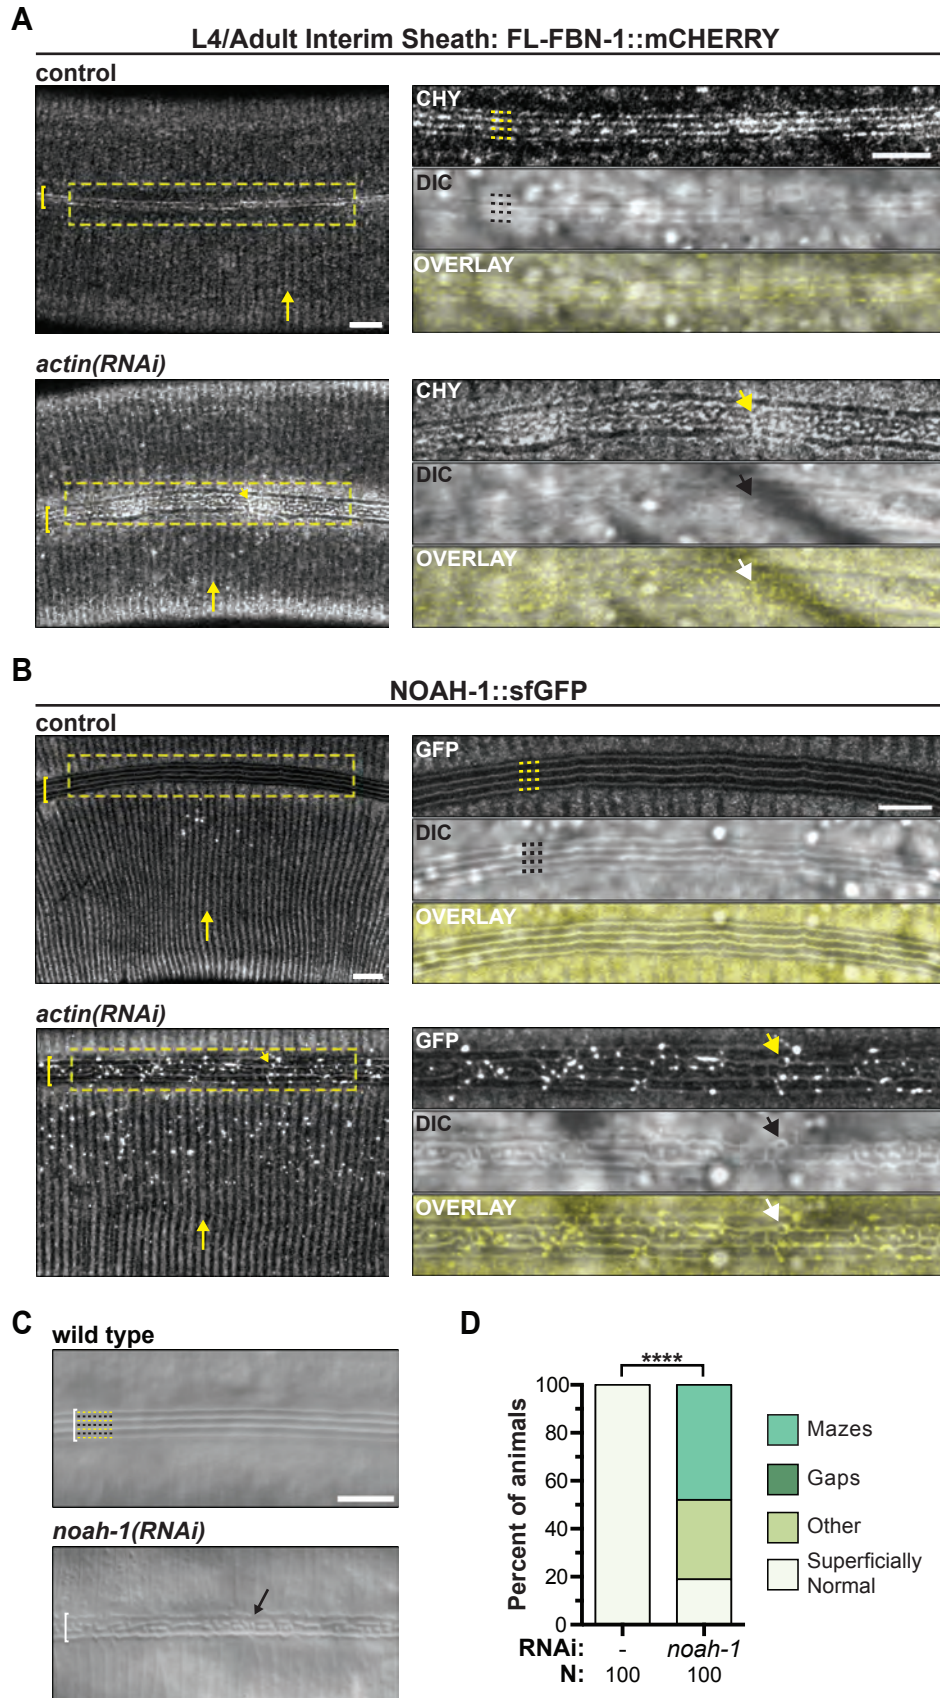 A
L4/Adult Interim Sheath: FL-FBN-1::mCHERRY
control
CHY
DIC
OVERLAY
actin(RNAi)
CHY
DIC
OVERLAY
B
NOAH-1::sfGFP
control
GFP
DIC
OVERLAY
actin(RNAi)
GFP
DIC
OVERLAY
C
wild type
noah-1(RNAi)
D
****
Percent of animals
100
80
60
40
20
0
Mazes
Gaps
Other
Superficially
Normal
RNAi: - noah-1
N: 100 100